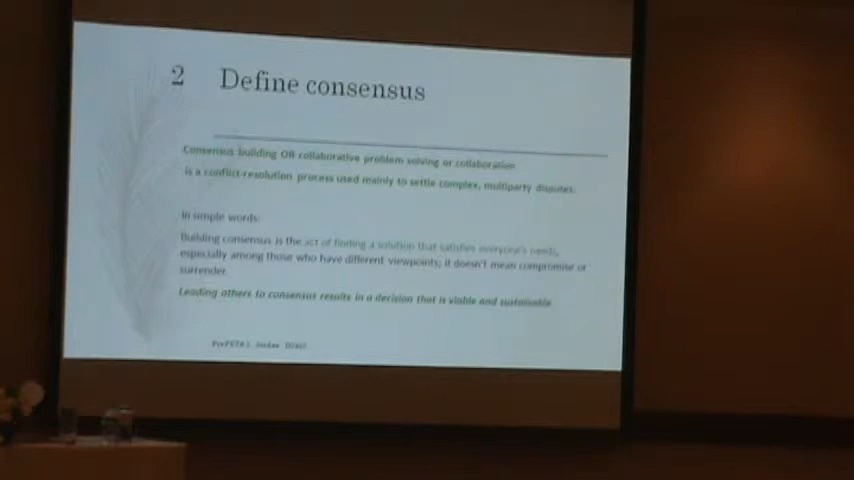 2 Define consensus
Consensus building OR collaborative problem solving or collaboration
is a conflict-resolution process used mainly to settle complex, multiparty disputes.
In simple words:
Building consensus is the act of finding a solution that satisfies everyone's needs,
especially among those who have different viewpoints; it doesn't mean compromise or
surrender.
Leading others to consensus results in a decision that is viable and sustainable